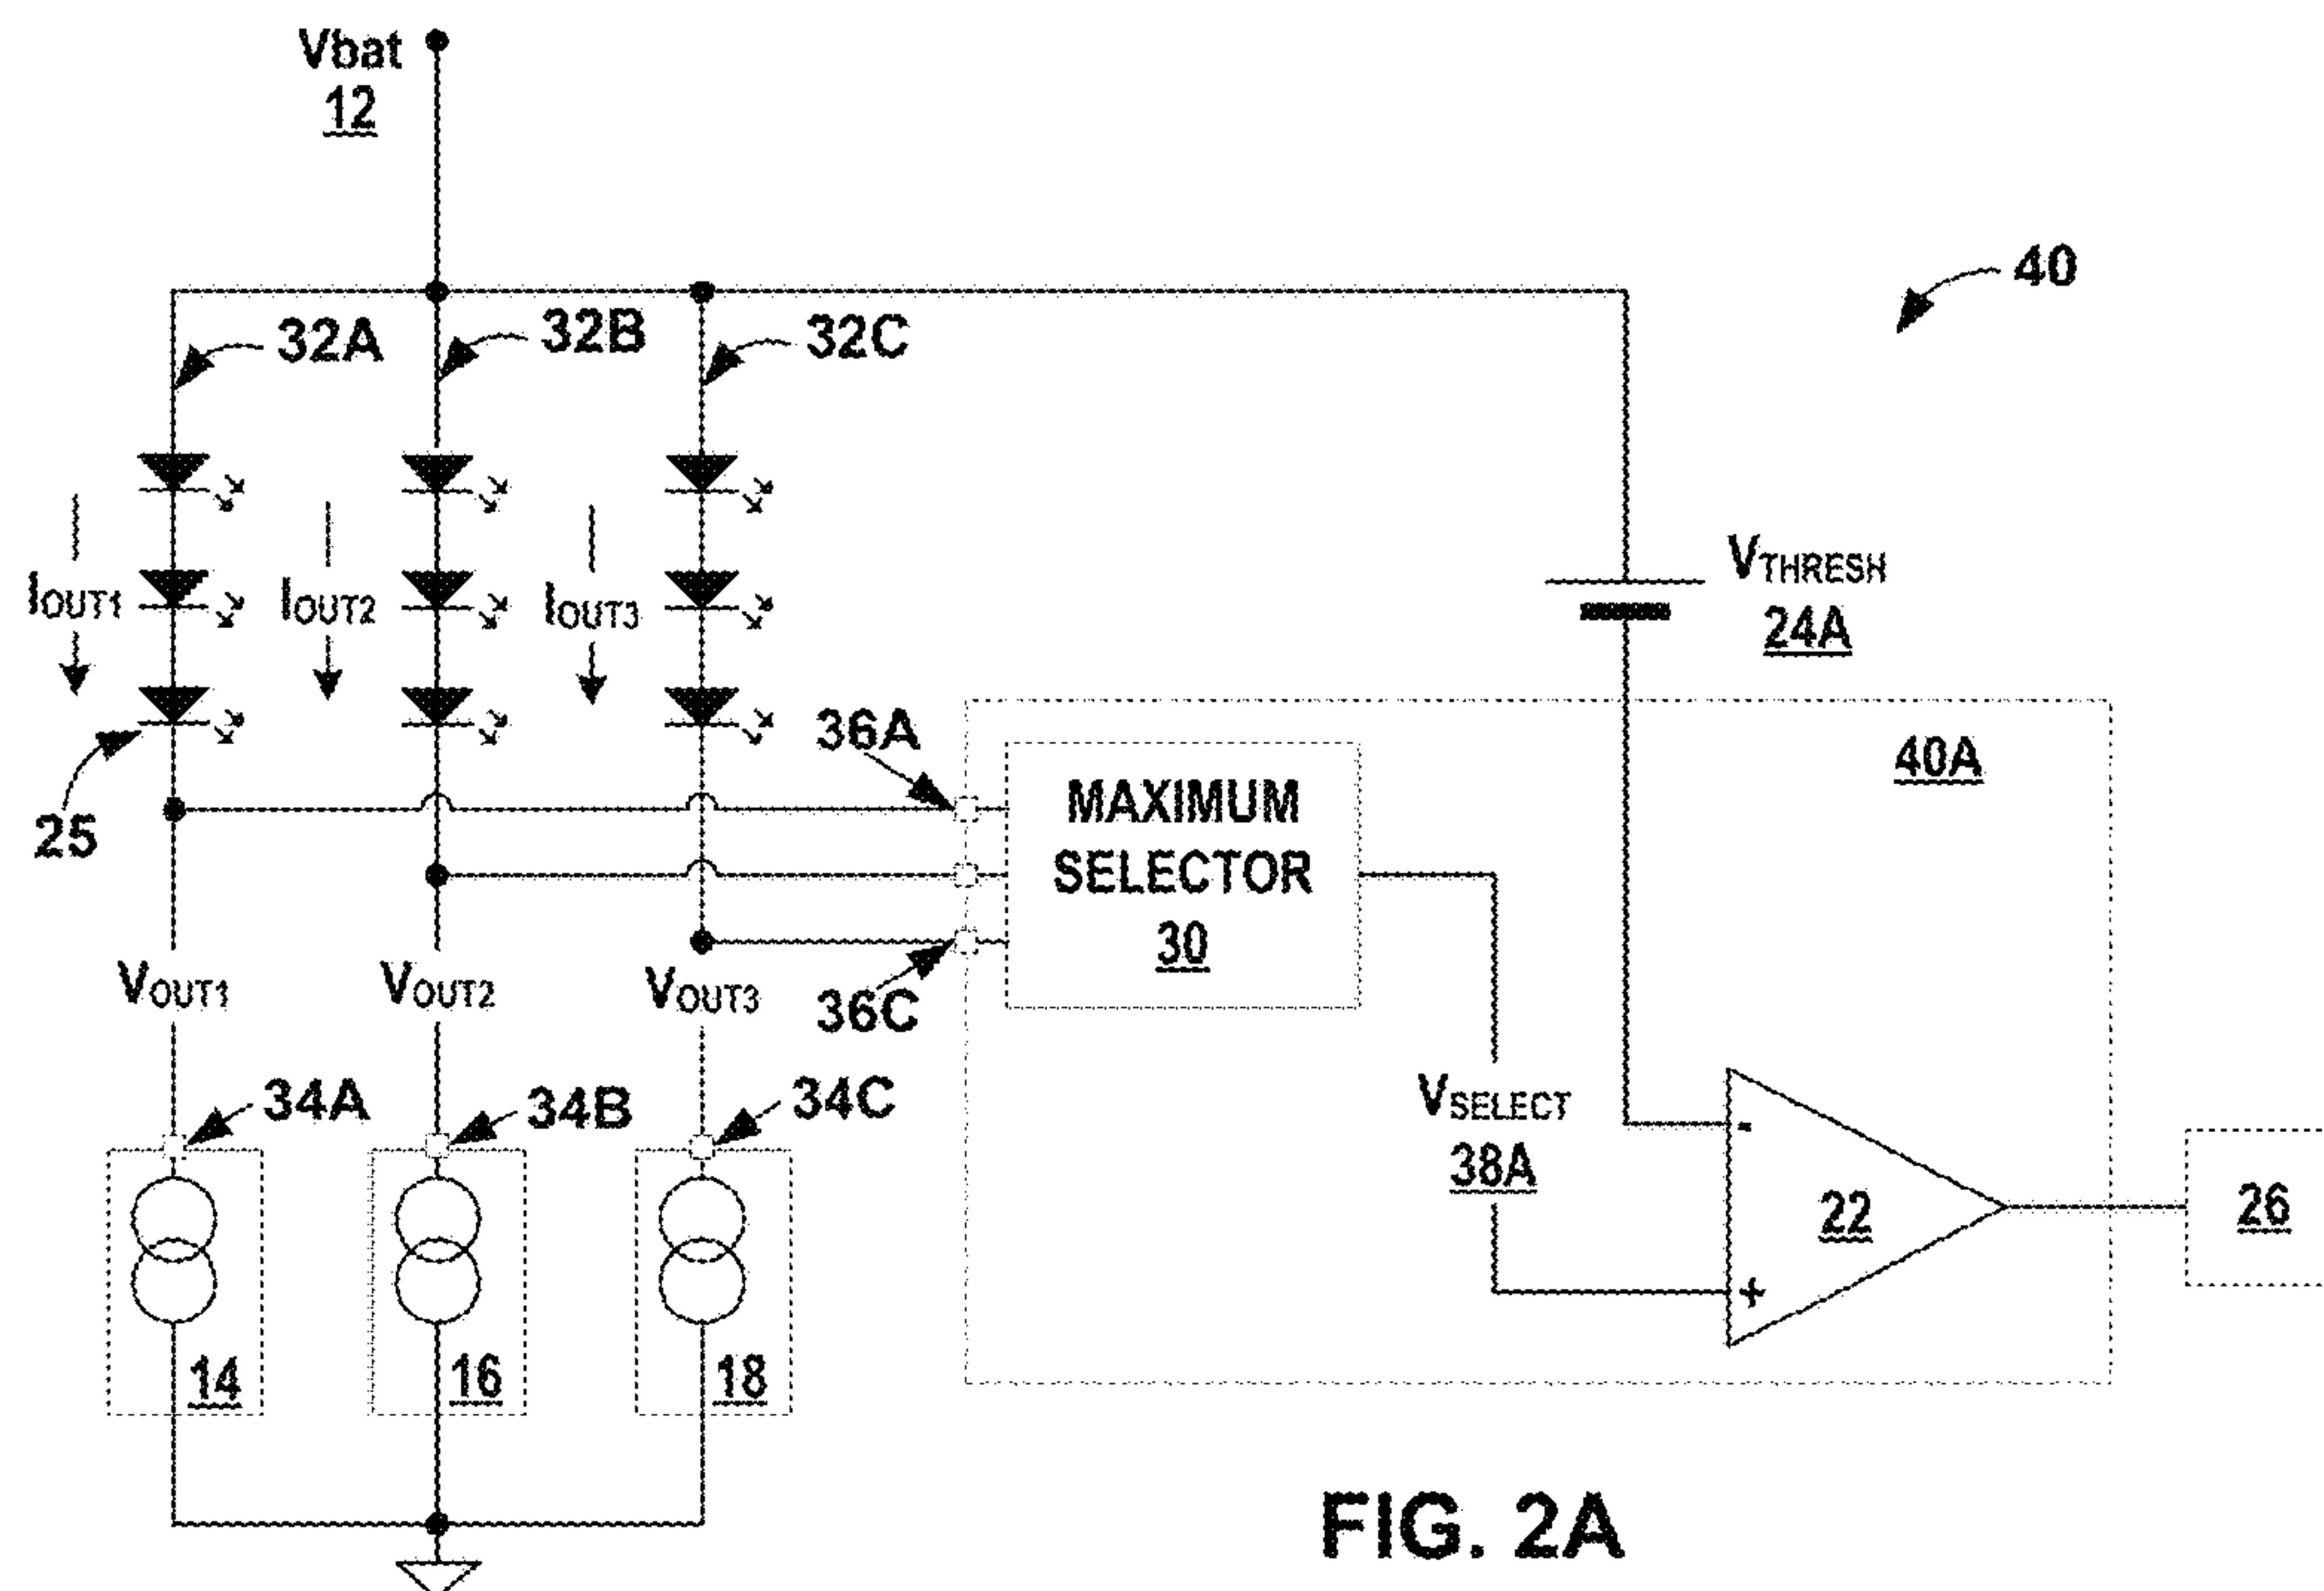 Vbat
12
40
32A
32B
32C
IOUT1
IOUT2
IOUT3
VTHRESH
24A
25
36A
40A
MAXIMUM
SELECTOR
30
36C
VOUT1
VOUT2
VOUT3
34A
34B
34C
VSELECT
38A
-
+
22
26
14
16
18
FIG. 2A